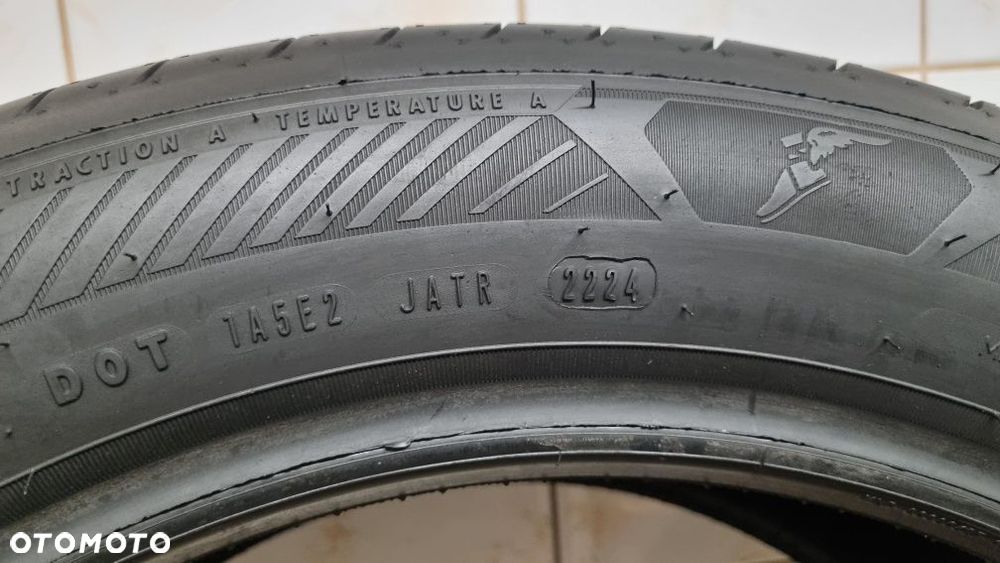 TRACTION A TEMPERATURE A
DOT 1A5E2 JATR 2224
OTOMOTO